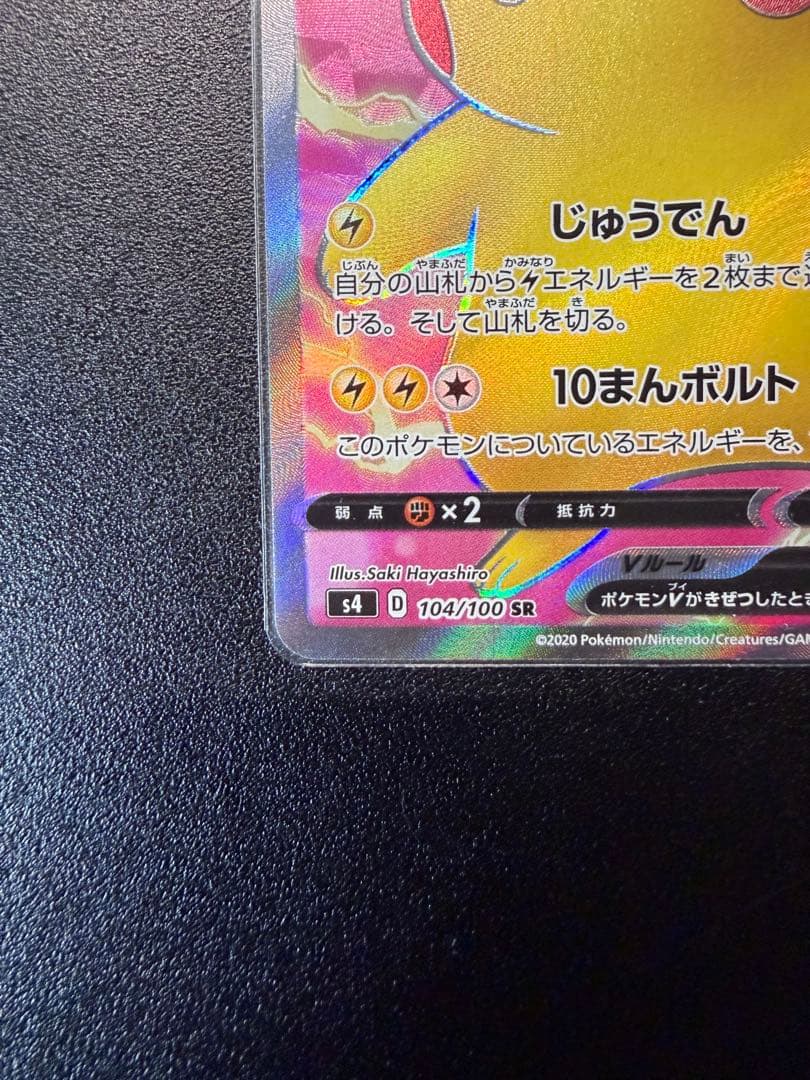 じゅうでん
じぶん やまふだ かみなり まい
自分の山札からエネルギーを2枚まで
やまふだ き
ける。そして山札を切る。
10まんボルト
このポケモンについているエネルギーを、
弱点 ×2 抵抗力
Illus.Saki Hayashiro
Vルール
s4 D 104/100 SR
ブイ
ポケモンVがきぜつしたとき
©2020 Pokémon/Nintendo/Creatures/GAM